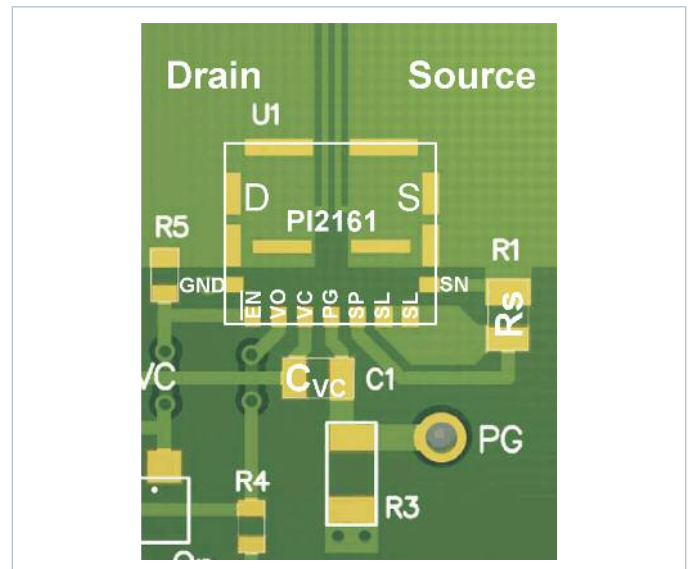 Drain Source
U1
D S
PI2161
R5 R1
GND SN
EN VO VC PG SP SL SL
Rs
VC CVC C1
PG
R4
R3